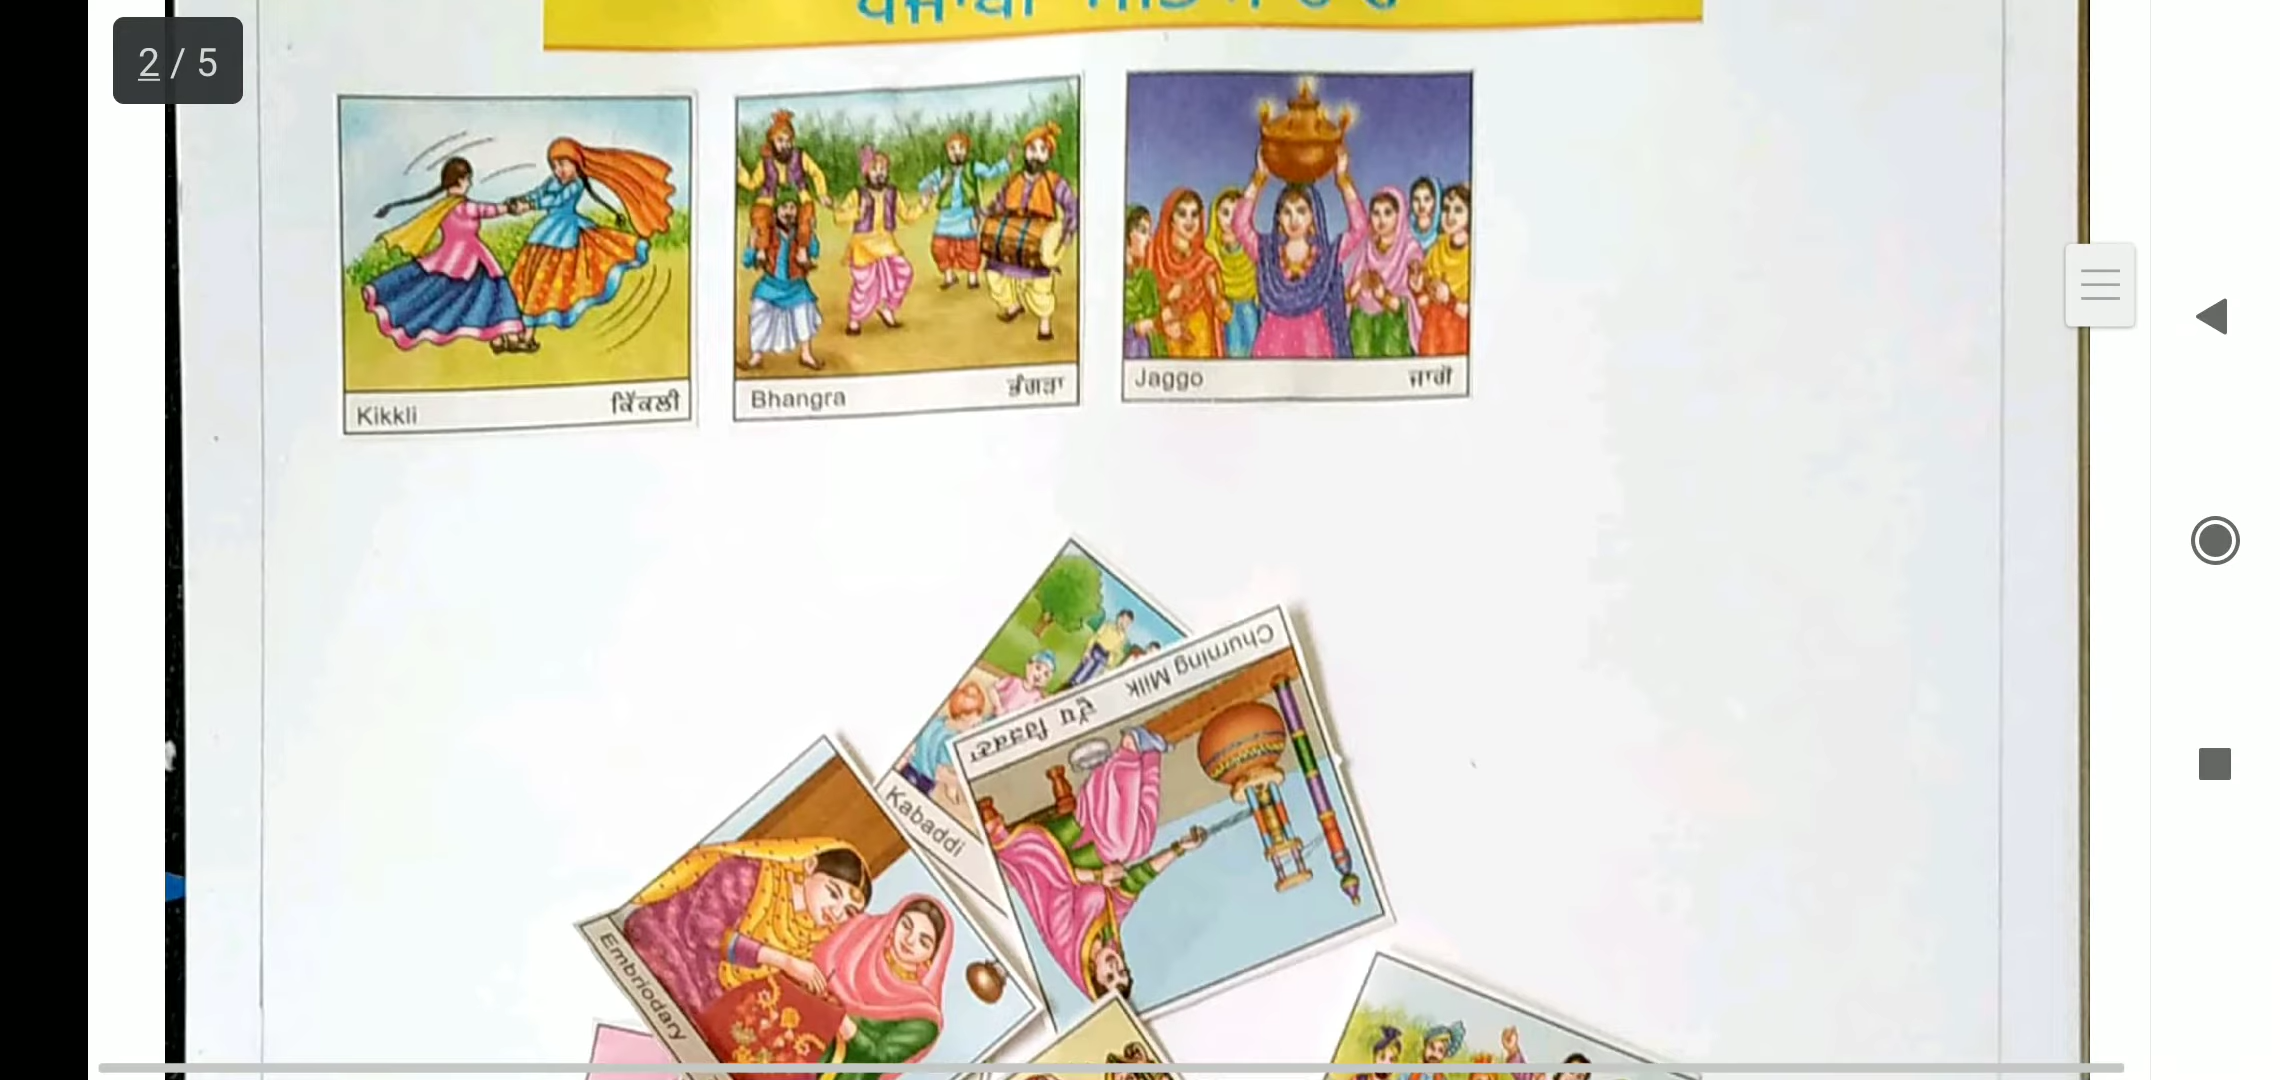 2 / 5
Kikkli ਕਿੱਕਲੀ
Bhangra ਭੰਗੜਾ
Jaggo ਜਾਗੋ
Churning Milk ਦੁੱਧ ਰਿੜਕਣਾ
Kabaddi
Embriodary